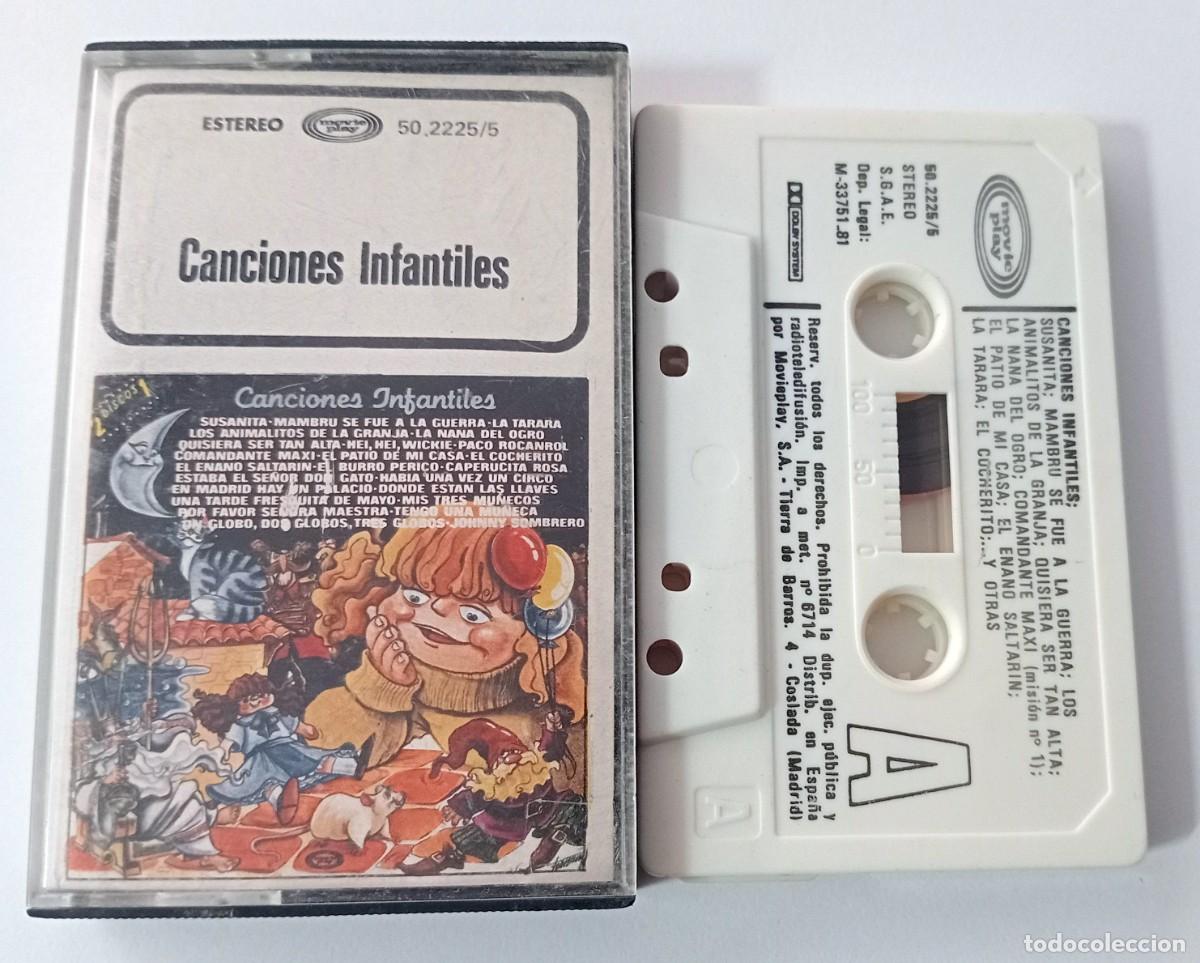 ESTEREO movie play 50.2225/5
Canciones Infantiles
2 DISCOS 1
Canciones Infantiles
SUSANITA·MAMBRU SE FUE A LA GUERRA·LA TARARA
LOS ANIMALITOS DE LA GRANJA·LA NANA DEL OGRO
QUISIERA SER TAN ALTA·HEI, HEI, WICKIE·PACO ROCANROL
COMANDANTE MAXI·EL PATIO DE MI CASA·EL COCHERITO
EL ENANO SALTARIN·EL BURRO PERICO·CAPERUCITA ROSA
ESTABA EL SEÑOR DON GATO·HABIA UNA VEZ UN CIRCO
EN MADRID HAY UN PALACIO·DONDE ESTAN LAS LLAVES
UNA TARDE FRESQUITA DE MAYO·MIS TRES MUÑECOS
POR FAVOR SEÑORA MAESTRA·TENGO UNA MUÑECA
UN GLOBO, DOS GLOBOS, TRES GLOBOS·JOHNNY SOMBRERO
movie play
50.2225/5
STEREO
S.G.A.E.
Dep. Legal:
M-33751.81
DOLBY SYSTEM
CANCIONES INFANTILES;
SUSANITA; MAMBRU SE FUE A LA GUERRA; LOS
ANIMALITOS DE LA GRANJA; QUISIERA SER TAN ALTA;
LA NANA DEL OGRO; COMANDANTE MAXI (misión nº 1);
EL PATIO DE MI CASA; EL ENANO SALTARIN;
LA TARARA; EL COCHERITO;...Y OTRAS
100 50 0
A
Reserv. todos los derechos. Prohibida la dup. ejec. pública y
radioteledifusión. Imp. a met. nº 6714 Distrib. en España
por Movieplay, S.A. - Tierra de Barros. 4 - Coslada (Madrid)
A
todocoleccion